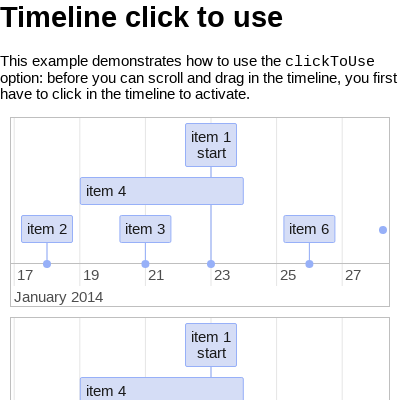 Timeline click to use
This example demonstrates how to use the clickToUse
option: before you can scroll and drag in the timeline, you first
have to click in the timeline to activate.
item 1
start
item 4
item 2
item 3
item 6
17 19 21 23 25 27
January 2014
item 1
start
item 4